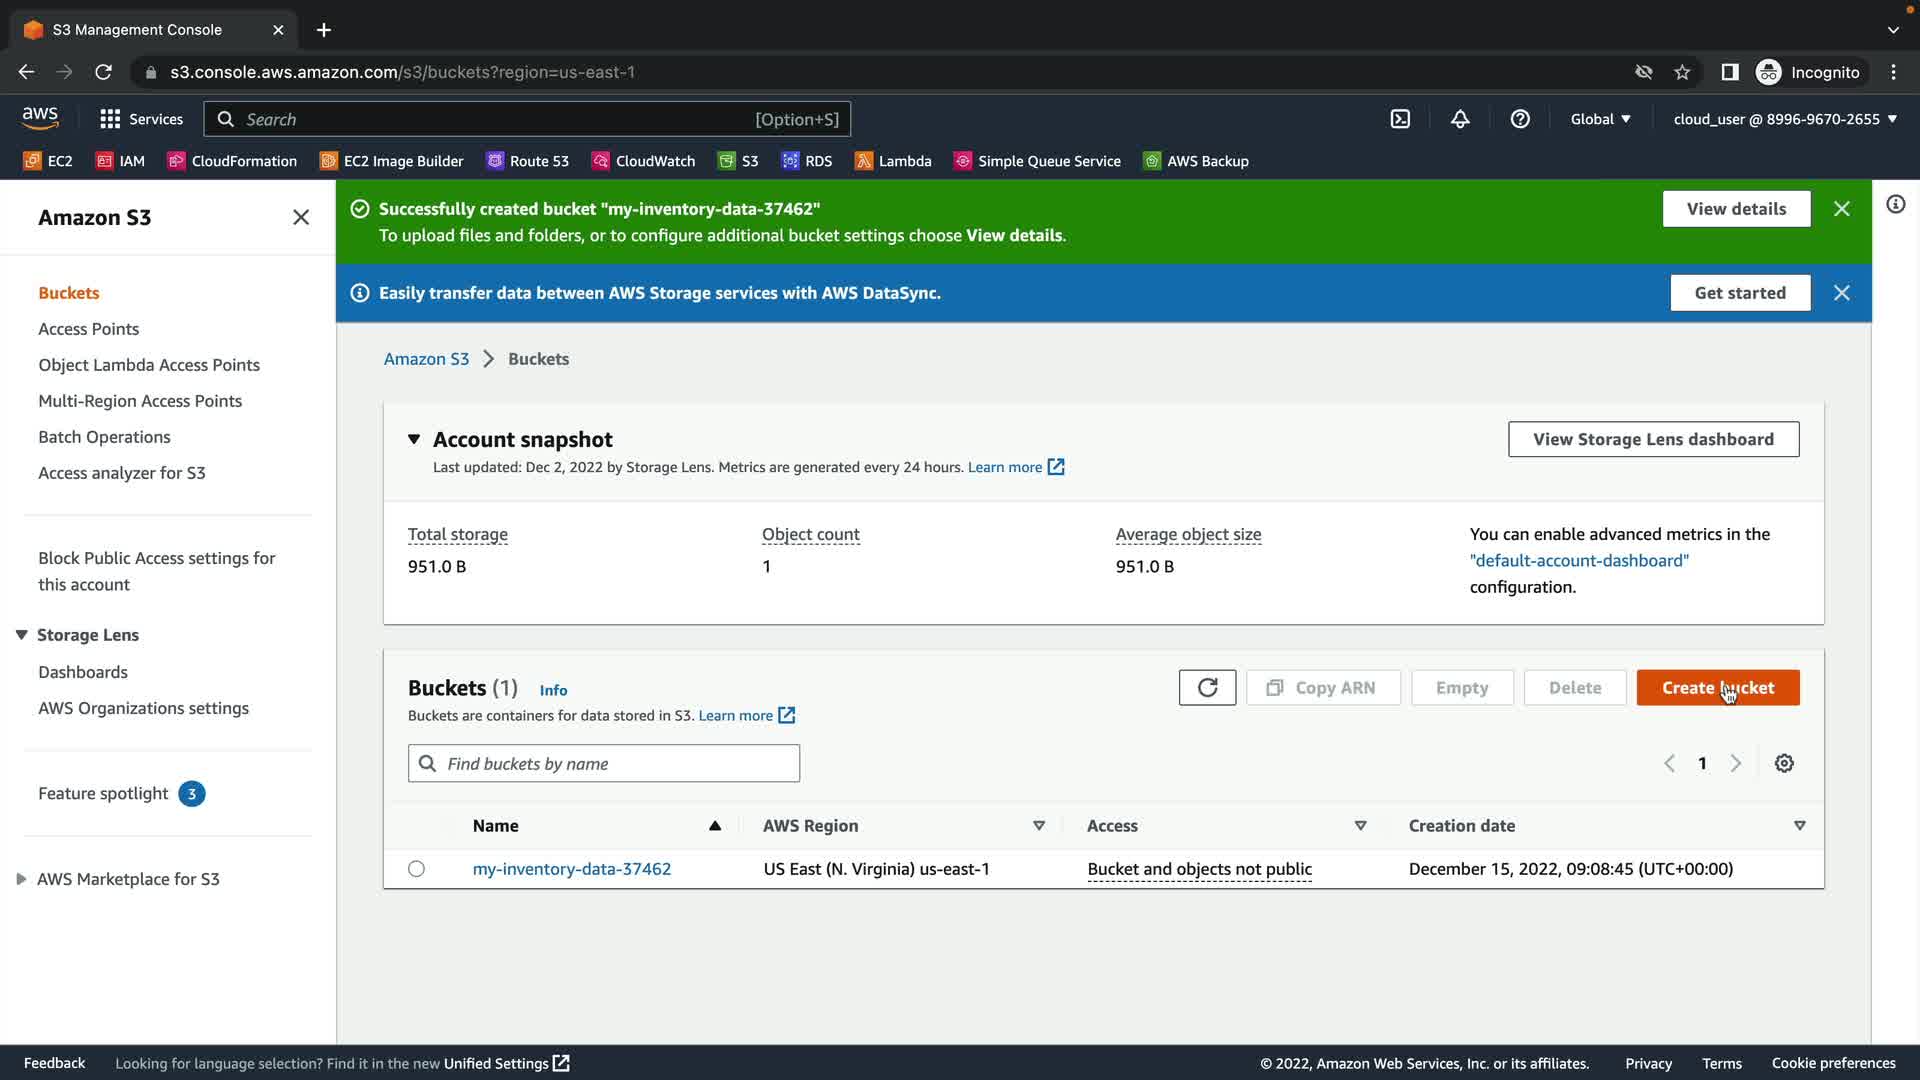 S3 Management Console
s3.console.aws.amazon.com/s3/buckets?region=us-east-1
Incognito
aws
Services
Search
[Option+S]
Global
cloud_user @ 8996-9670-2655
EC2
IAM
CloudFormation
EC2 Image Builder
Route 53
CloudWatch
S3
RDS
Lambda
Simple Queue Service
AWS Backup
Amazon S3
Buckets
Access Points
Object Lambda Access Points
Multi-Region Access Points
Batch Operations
Access analyzer for S3
Block Public Access settings for
this account
Storage Lens
Dashboards
AWS Organizations settings
Feature spotlight 3
AWS Marketplace for S3
Successfully created bucket "my-inventory-data-37462"
To upload files and folders, or to configure additional bucket settings choose View details.
View details
Easily transfer data between AWS Storage services with AWS DataSync.
Get started
Amazon S3 Buckets
Account snapshot
Last updated: Dec 2, 2022 by Storage Lens. Metrics are generated every 24 hours. Learn more
View Storage Lens dashboard
Total storage
951.0 B
Object count
1
Average object size
951.0 B
You can enable advanced metrics in the
"default-account-dashboard"
configuration.
Buckets (1) Info
Buckets are containers for data stored in S3. Learn more
Copy ARN
Empty
Delete
Create bucket
Find buckets by name
1
Name
AWS Region
Access
Creation date
my-inventory-data-37462
US East (N. Virginia) us-east-1
Bucket and objects not public
December 15, 2022, 09:08:45 (UTC+00:00)
Feedback
Looking for language selection? Find it in the new Unified Settings
© 2022, Amazon Web Services, Inc. or its affiliates.
Privacy
Terms
Cookie preferences